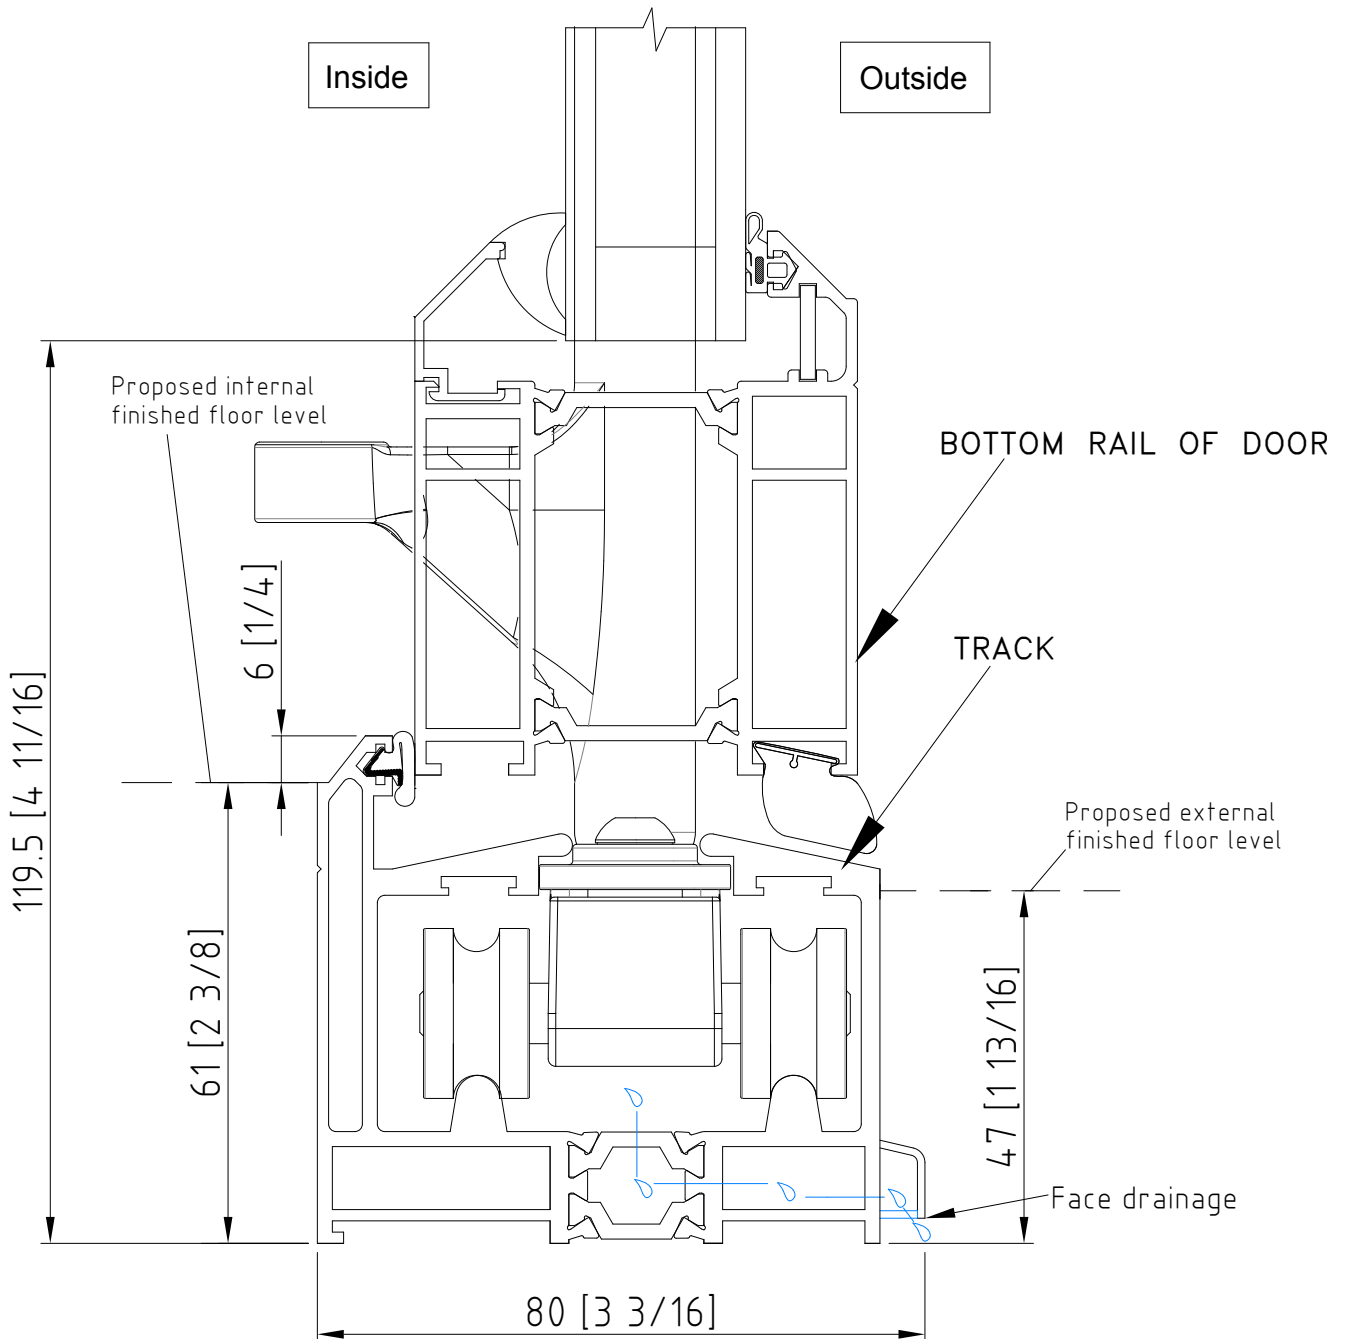 Inside
Outside
Proposed internal
finished floor level
BOTTOM RAIL OF DOOR
6 [1/4]
TRACK
119.5 [4 11/16]
Proposed external
finished floor level
61 [2 3/8]
47 [1 13/16]
Face drainage
80 [3 3/16]